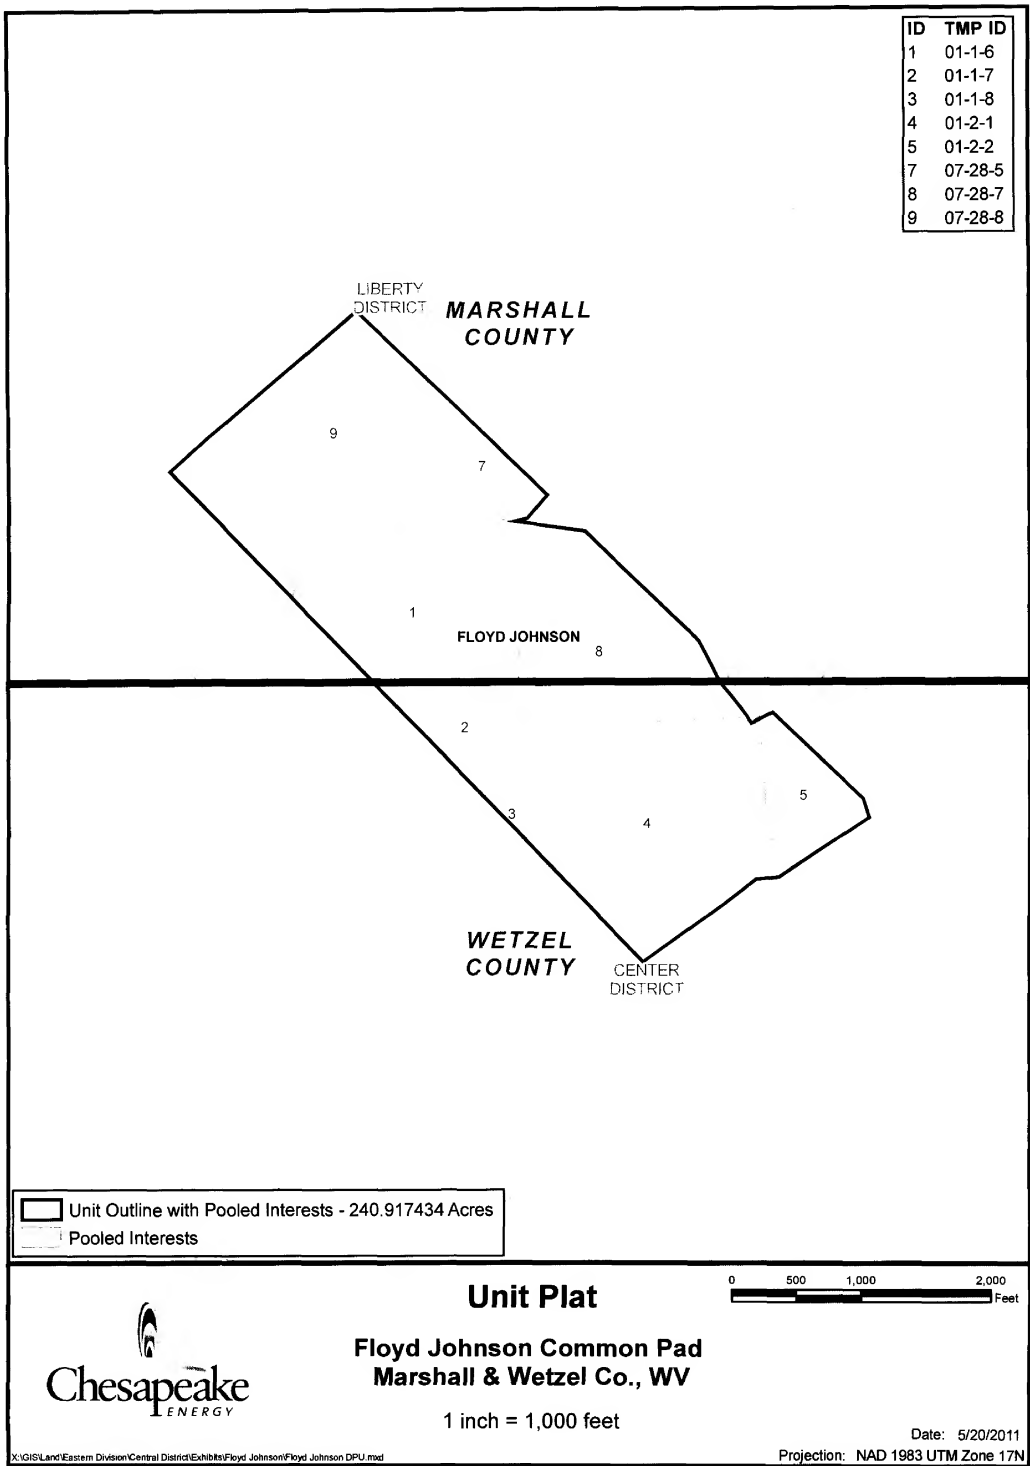 ID TMP ID
1 01-1-6
2 01-1-7
3 01-1-8
4 01-2-1
5 01-2-2
7 07-28-5
8 07-28-7
9 07-28-8
LIBERTY
DISTRICT
MARSHALL
COUNTY
9
7
1
FLOYD JOHNSON
8
2
3
5
4
WETZEL
COUNTY
CENTER
DISTRICT
Unit Outline with Pooled Interests - 240.917434 Acres
Pooled Interests
Unit Plat
0 500 1,000 2,000
Feet
Floyd Johnson Common Pad
Marshall & Wetzel Co., WV
Chesapeake
ENERGY
1 inch = 1,000 feet
Date: 5/20/2011
X:\GIS\Land\Eastern Division\Central District\Exhibits\Floyd Johnson\Floyd Johnson DPU.mxd
Projection: NAD 1983 UTM Zone 17N